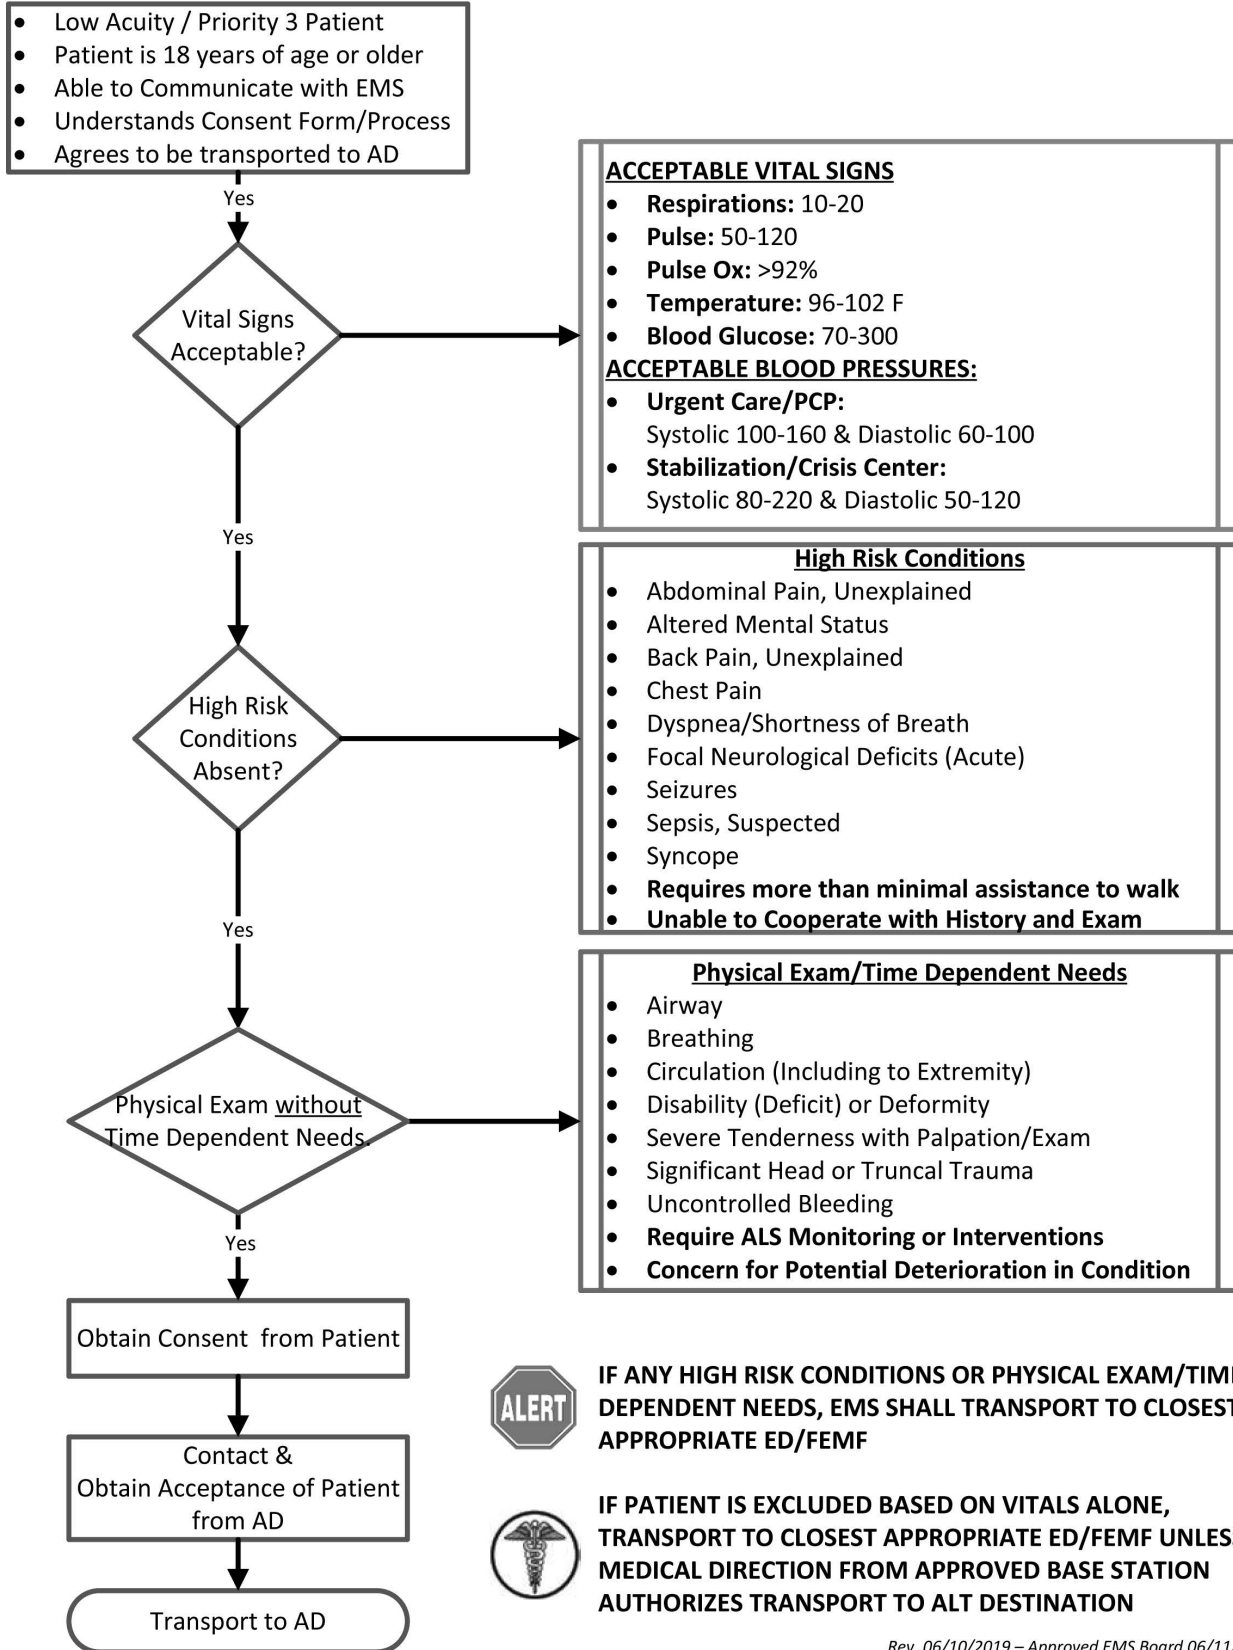 • Low Acuity / Priority 3 Patient
• Patient is 18 years of age or older
• Able to Communicate with EMS
• Understands Consent Form/Process
• Agrees to be transported to AD
Yes
Vital Signs
Acceptable?
ACCEPTABLE VITAL SIGNS
• Respirations: 10-20
• Pulse: 50-120
• Pulse Ox: >92%
• Temperature: 96-102 F
• Blood Glucose: 70-300
ACCEPTABLE BLOOD PRESSURES:
• Urgent Care/PCP:
Systolic 100-160 & Diastolic 60-100
• Stabilization/Crisis Center:
Systolic 80-220 & Diastolic 50-120
Yes
High Risk
Conditions
Absent?
High Risk Conditions
• Abdominal Pain, Unexplained
• Altered Mental Status
• Back Pain, Unexplained
• Chest Pain
• Dyspnea/Shortness of Breath
• Focal Neurological Deficits (Acute)
• Seizures
• Sepsis, Suspected
• Syncope
• Requires more than minimal assistance to walk
• Unable to Cooperate with History and Exam
Yes
Physical Exam without
Time Dependent Needs.
Physical Exam/Time Dependent Needs
• Airway
• Breathing
• Circulation (Including to Extremity)
• Disability (Deficit) or Deformity
• Severe Tenderness with Palpation/Exam
• Significant Head or Truncal Trauma
• Uncontrolled Bleeding
• Require ALS Monitoring or Interventions
• Concern for Potential Deterioration in Condition
Yes
Obtain Consent from Patient
Contact &
Obtain Acceptance of Patient
from AD
Transport to AD
ALERT
IF ANY HIGH RISK CONDITIONS OR PHYSICAL EXAM/TIM
DEPENDENT NEEDS, EMS SHALL TRANSPORT TO CLOSEST
APPROPRIATE ED/FEMF
IF PATIENT IS EXCLUDED BASED ON VITALS ALONE,
TRANSPORT TO CLOSEST APPROPRIATE ED/FEMF UNLES
MEDICAL DIRECTION FROM APPROVED BASE STATION
AUTHORIZES TRANSPORT TO ALT DESTINATION
Rev. 06/10/2019 – Approved EMS Board 06/11